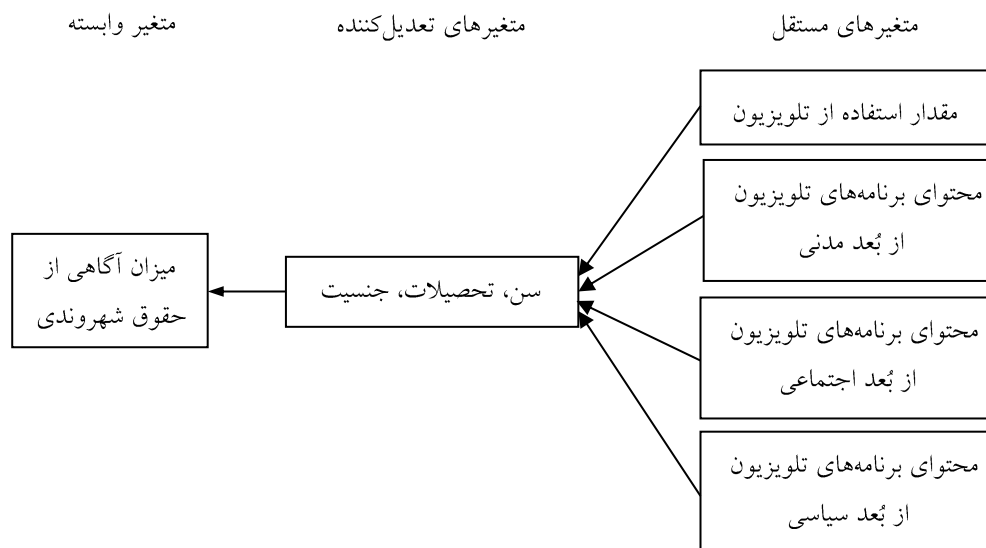 متغیرهای مستقل
متغیرهای تعدیل‌کننده
متغیر وابسته
مقدار استفاده از تلویزیون
محتوای برنامه‌های تلویزیون
از بُعد مدنی
محتوای برنامه‌های تلویزیون
از بُعد اجتماعی
محتوای برنامه‌های تلویزیون
از بُعد سیاسی
سن، تحصیلات، جنسیت
میزان آگاهی از
حقوق شهروندی